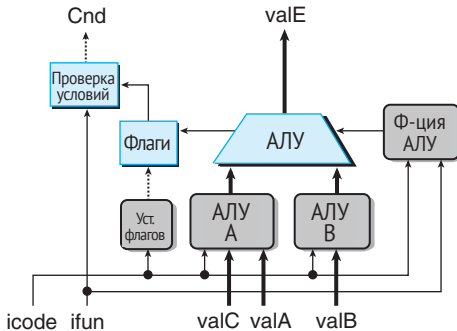 Cnd
valE
Проверка
условий
Флаги
АЛУ
Ф-ция
АЛУ
Уст.
флагов
АЛУ
A
АЛУ
B
icode
ifun
valC
valA
valB